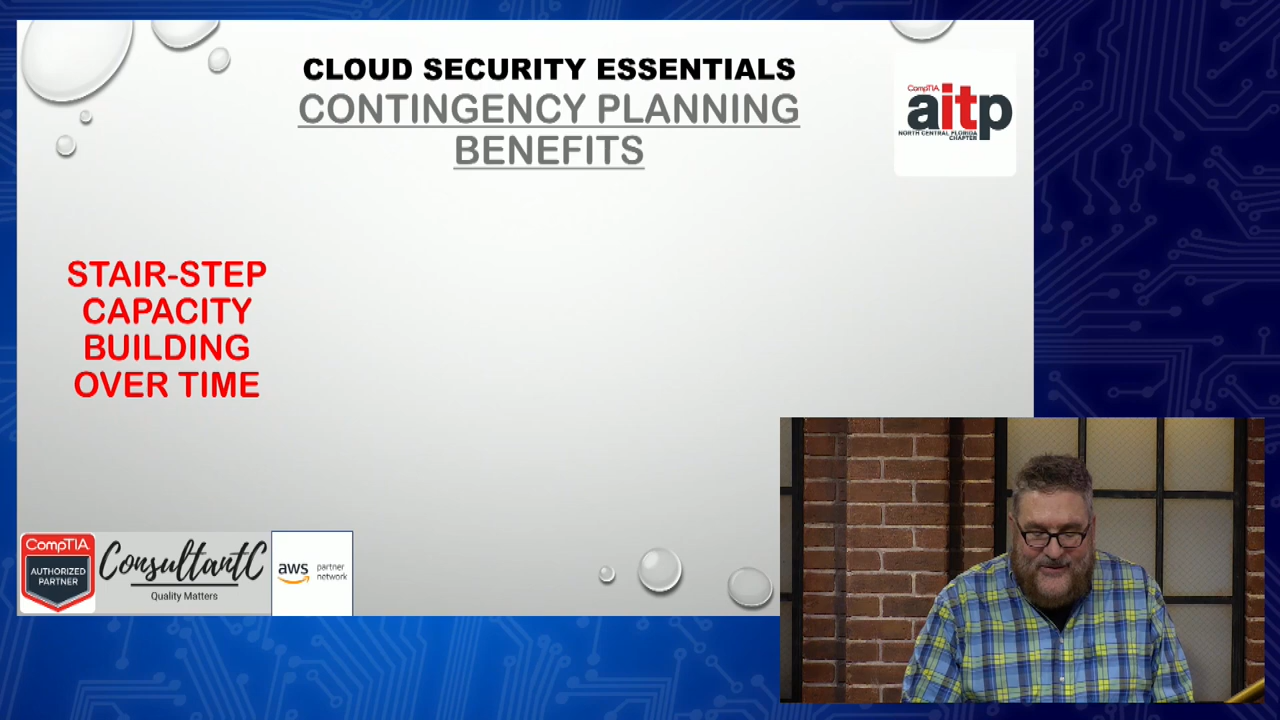 CLOUD SECURITY ESSENTIALS
CONTINGENCY PLANNING
BENEFITS
CompTIA
aitp
NORTH CENTRAL FLORIDA
CHAPTER
STAIR-STEP
CAPACITY
BUILDING
OVER TIME
CompTIA
AUTHORIZED
PARTNER
ConsultantC
Quality Matters
aws
partner
network